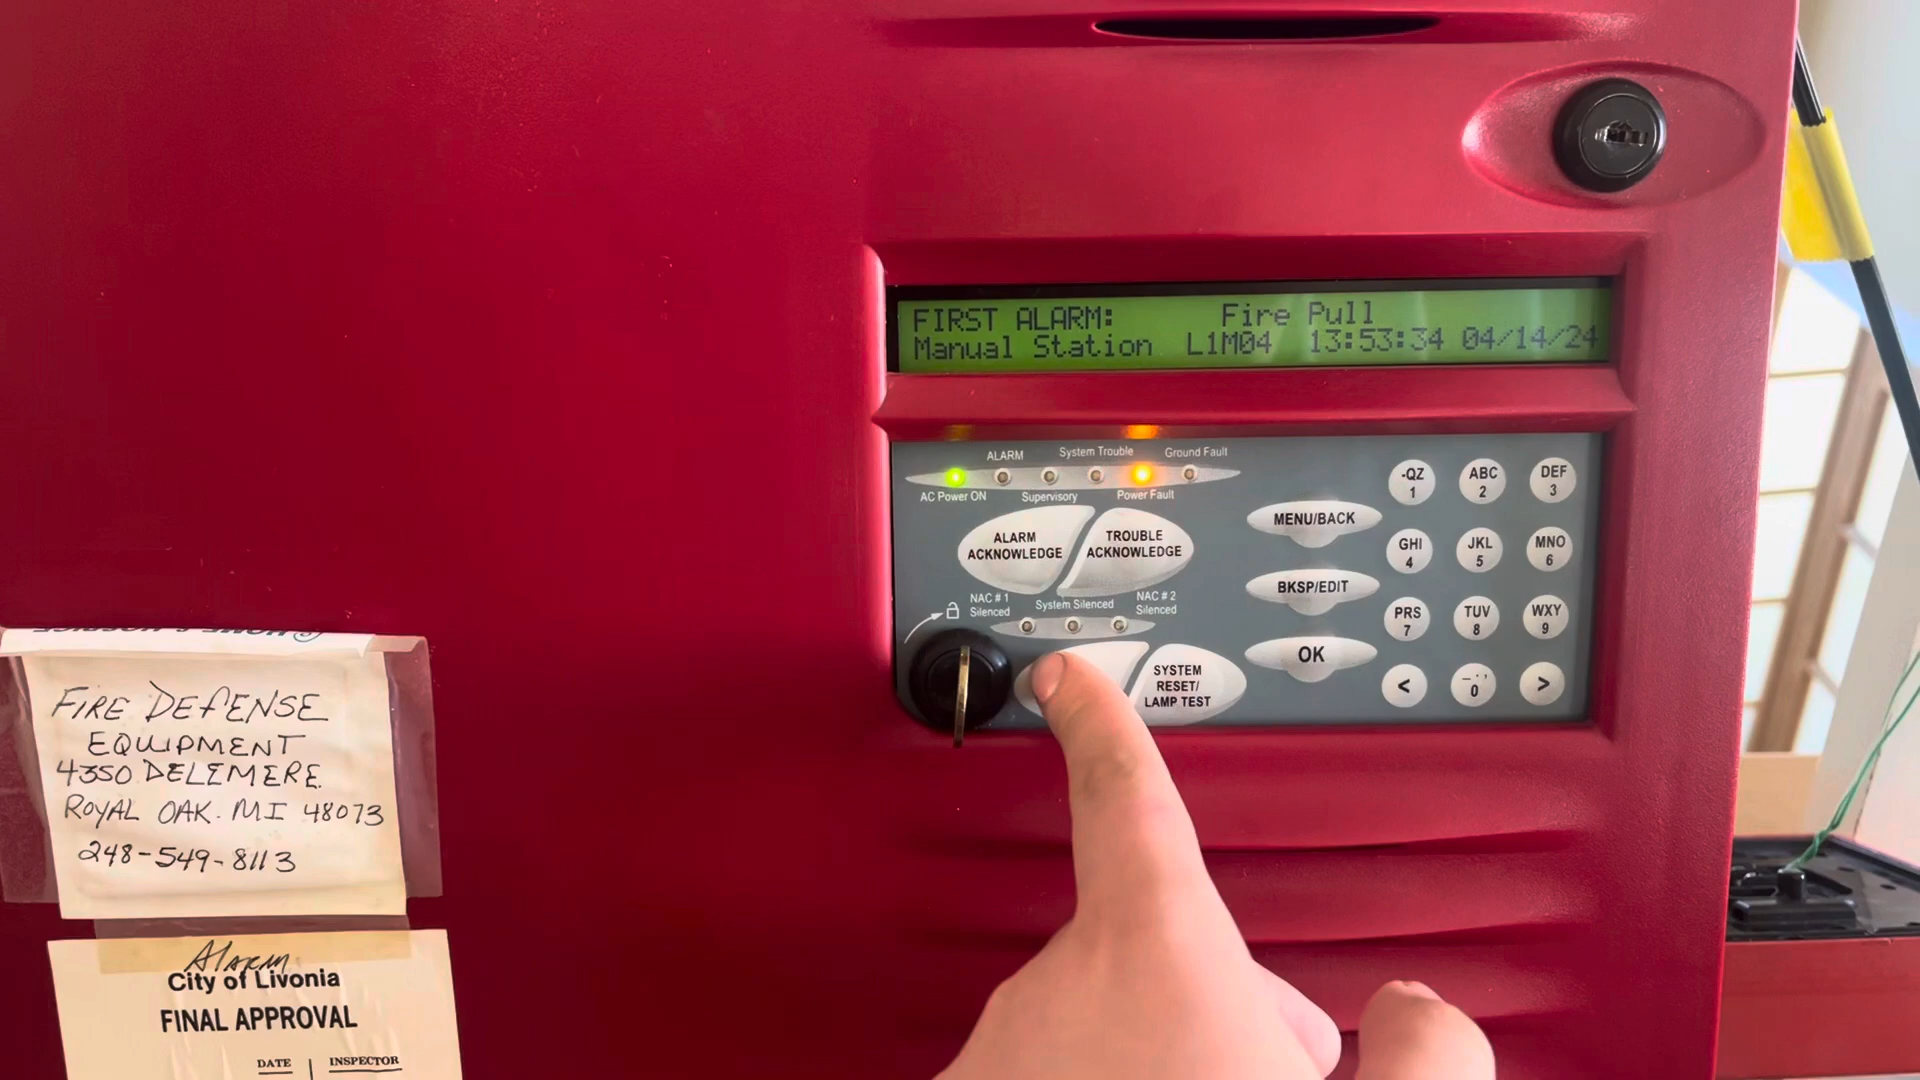 FIRST ALARM: Fire Pull
Manual Station L1M04 13:53:34 04/14/24
ALARM
System Trouble
Ground Fault
AC Power ON
Supervisory
Power Fault
ALARM
ACKNOWLEDGE
TROUBLE
ACKNOWLEDGE
NAC # 1
Silenced
System Silenced
NAC # 2
Silenced
SYSTEM
RESET/
LAMP TEST
MENU/BACK
BKSP/EDIT
OK
-QZ
1
ABC
2
DEF
3
GHI
4
JKL
5
MNO
6
PRS
7
TUV
8
WXY
9
<
_.,
0
>
FIRE DEFENSE
EQUIPMENT
4350 DELEMERE
ROYAL OAK. MI 48073
248-549-8113
Alarm
City of Livonia
FINAL APPROVAL
DATE
INSPECTOR